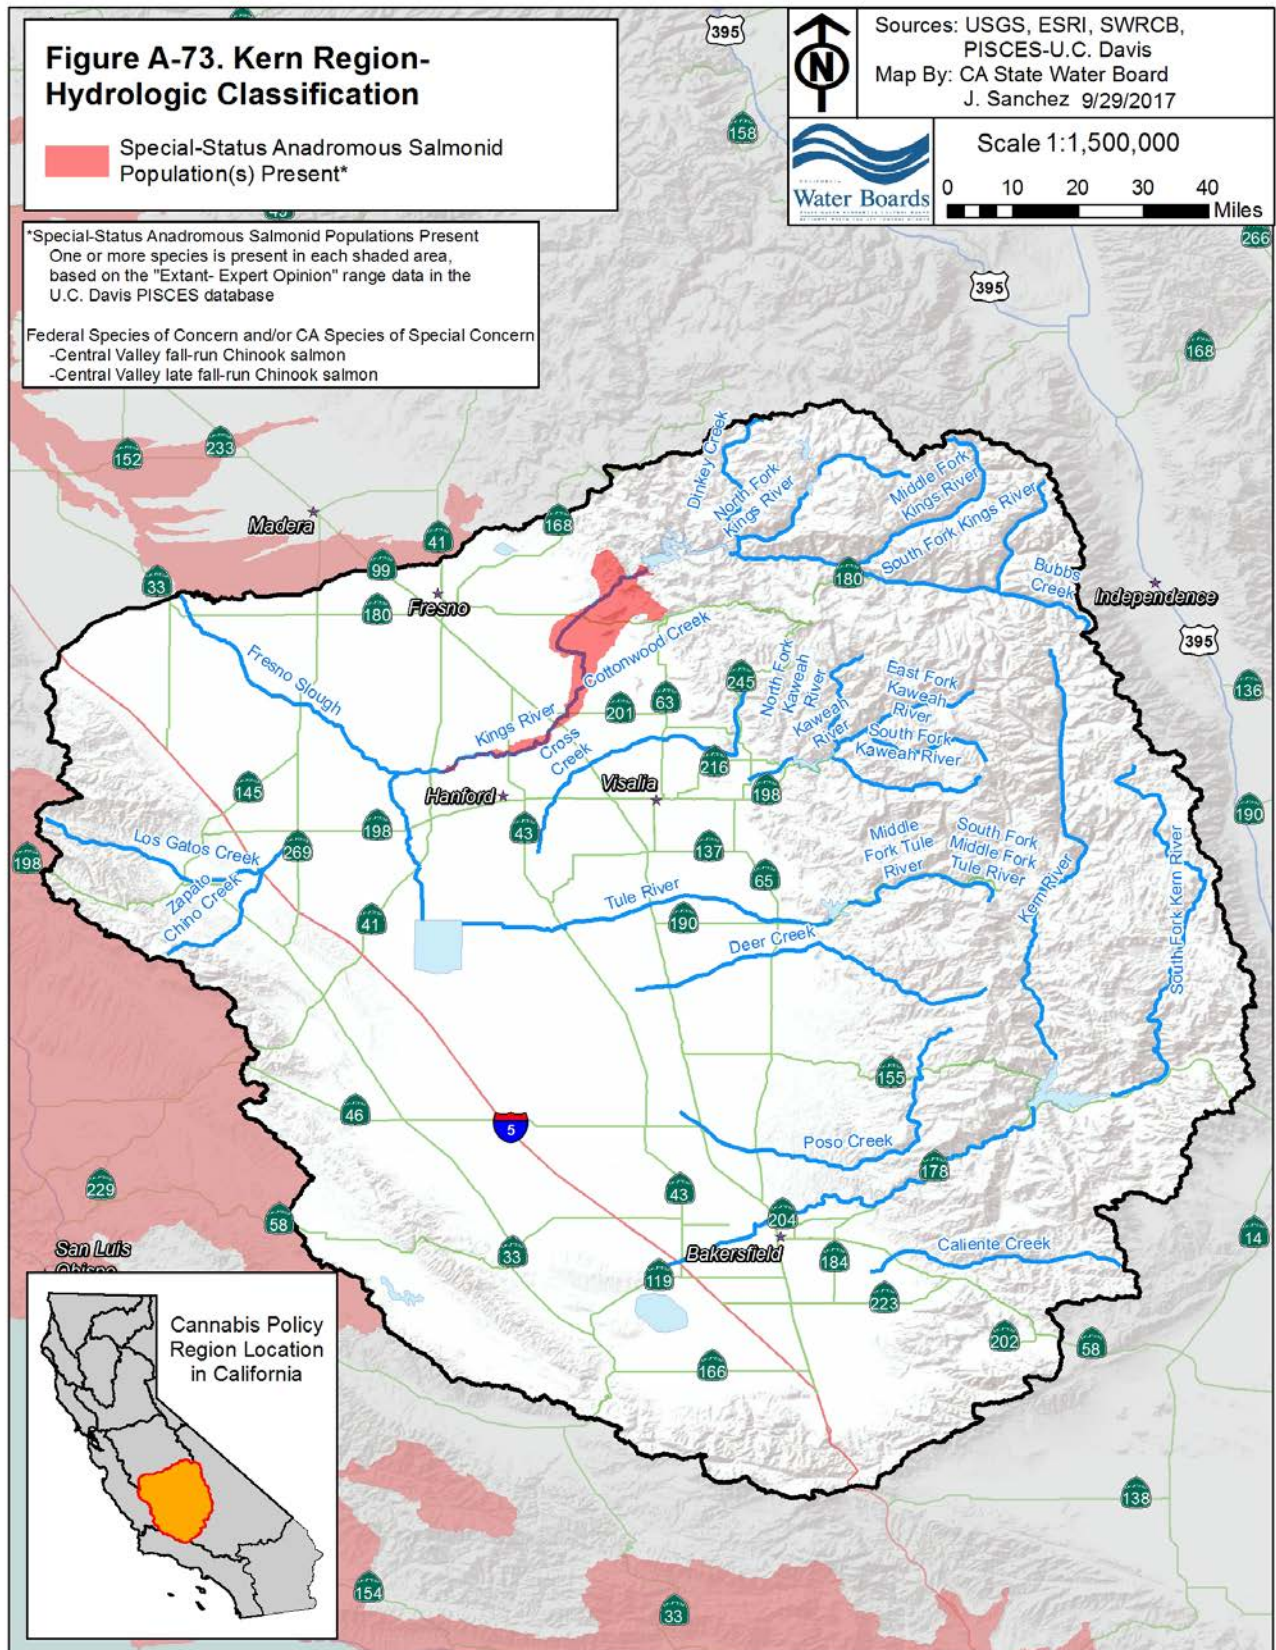 Figure A-73. Kern Region-
Hydrologic Classification
Special-Status Anadromous Salmonid
Population(s) Present*
*Special-Status Anadromous Salmonid Populations Present
One or more species is present in each shaded area,
based on the "Extant- Expert Opinion" range data in the
U.C. Davis PISCES database
Federal Species of Concern and/or CA Species of Special Concern
-Central Valley fall-run Chinook salmon
-Central Valley late fall-run Chinook salmon
N
Sources: USGS, ESRI, SWRCB,
PISCES-U.C. Davis
Map By: CA State Water Board
J. Sanchez 9/29/2017
Water Boards
Scale 1:1,500,000
0 10 20 30 40
Miles
395
158
266
395
168
152
233
Madera
41
168
99
33
180
Fresno
Dinkey Creek
North Fork
Kings River
Middle Fork
Kings River
South Fork Kings River
180
Bubbs
Creek
Independence
395
136
Fresno Slough
Cottonwood Creek
Kings River
Cross
Creek
201
63
245
North Fork
Kaweah
River
Kaweah
River
East Fork
Kaweah
River
South Fork
Kaweah River
216
198
Visalia
Hanford
145
198
43
137
65
190
Los Gatos Creek
269
198
Zapato
Chino Creek
41
Middle
Fork Tule
River
South Fork
Middle Fork
Tule River
Tule River
190
Deer Creek
Kern River
South Fork Kern River
155
46
5
Poso Creek
178
229
58
43
204
Bakersfield
184
Caliente Creek
14
San Luis
Obispo
33
119
223
202
58
166
138
154
33
Cannabis Policy
Region Location
in California